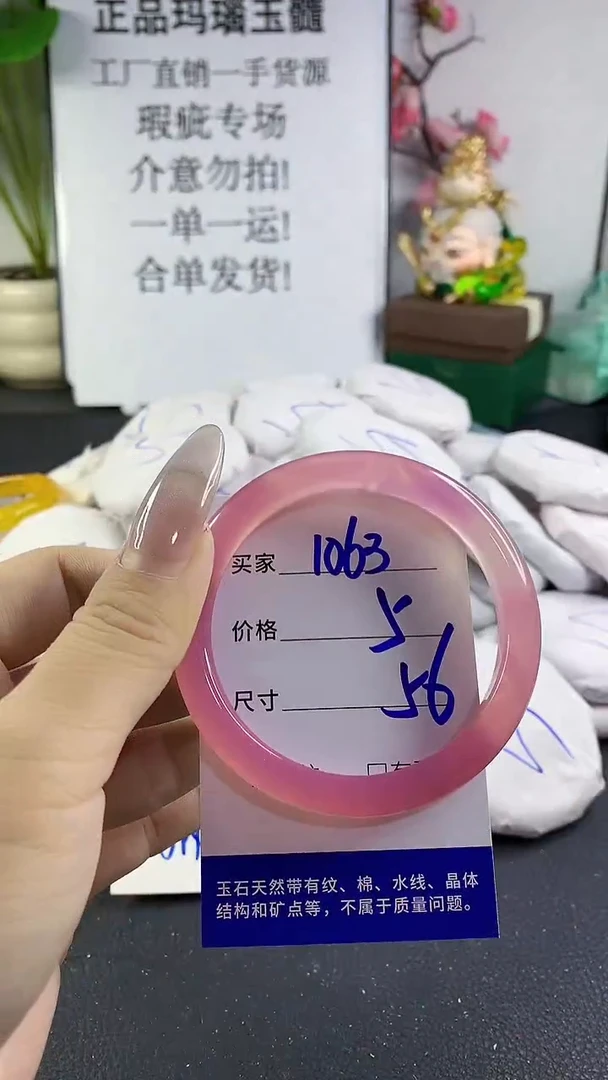 正品玛瑙玉髓
工厂直销一手货源
瑕疵专场
介意勿拍!
一单一运!
合单发货!
买家 1063
价格 5
尺寸 56
玉石天然带有纹、棉、水线、晶体
结构和矿点等，不属于质量问题。